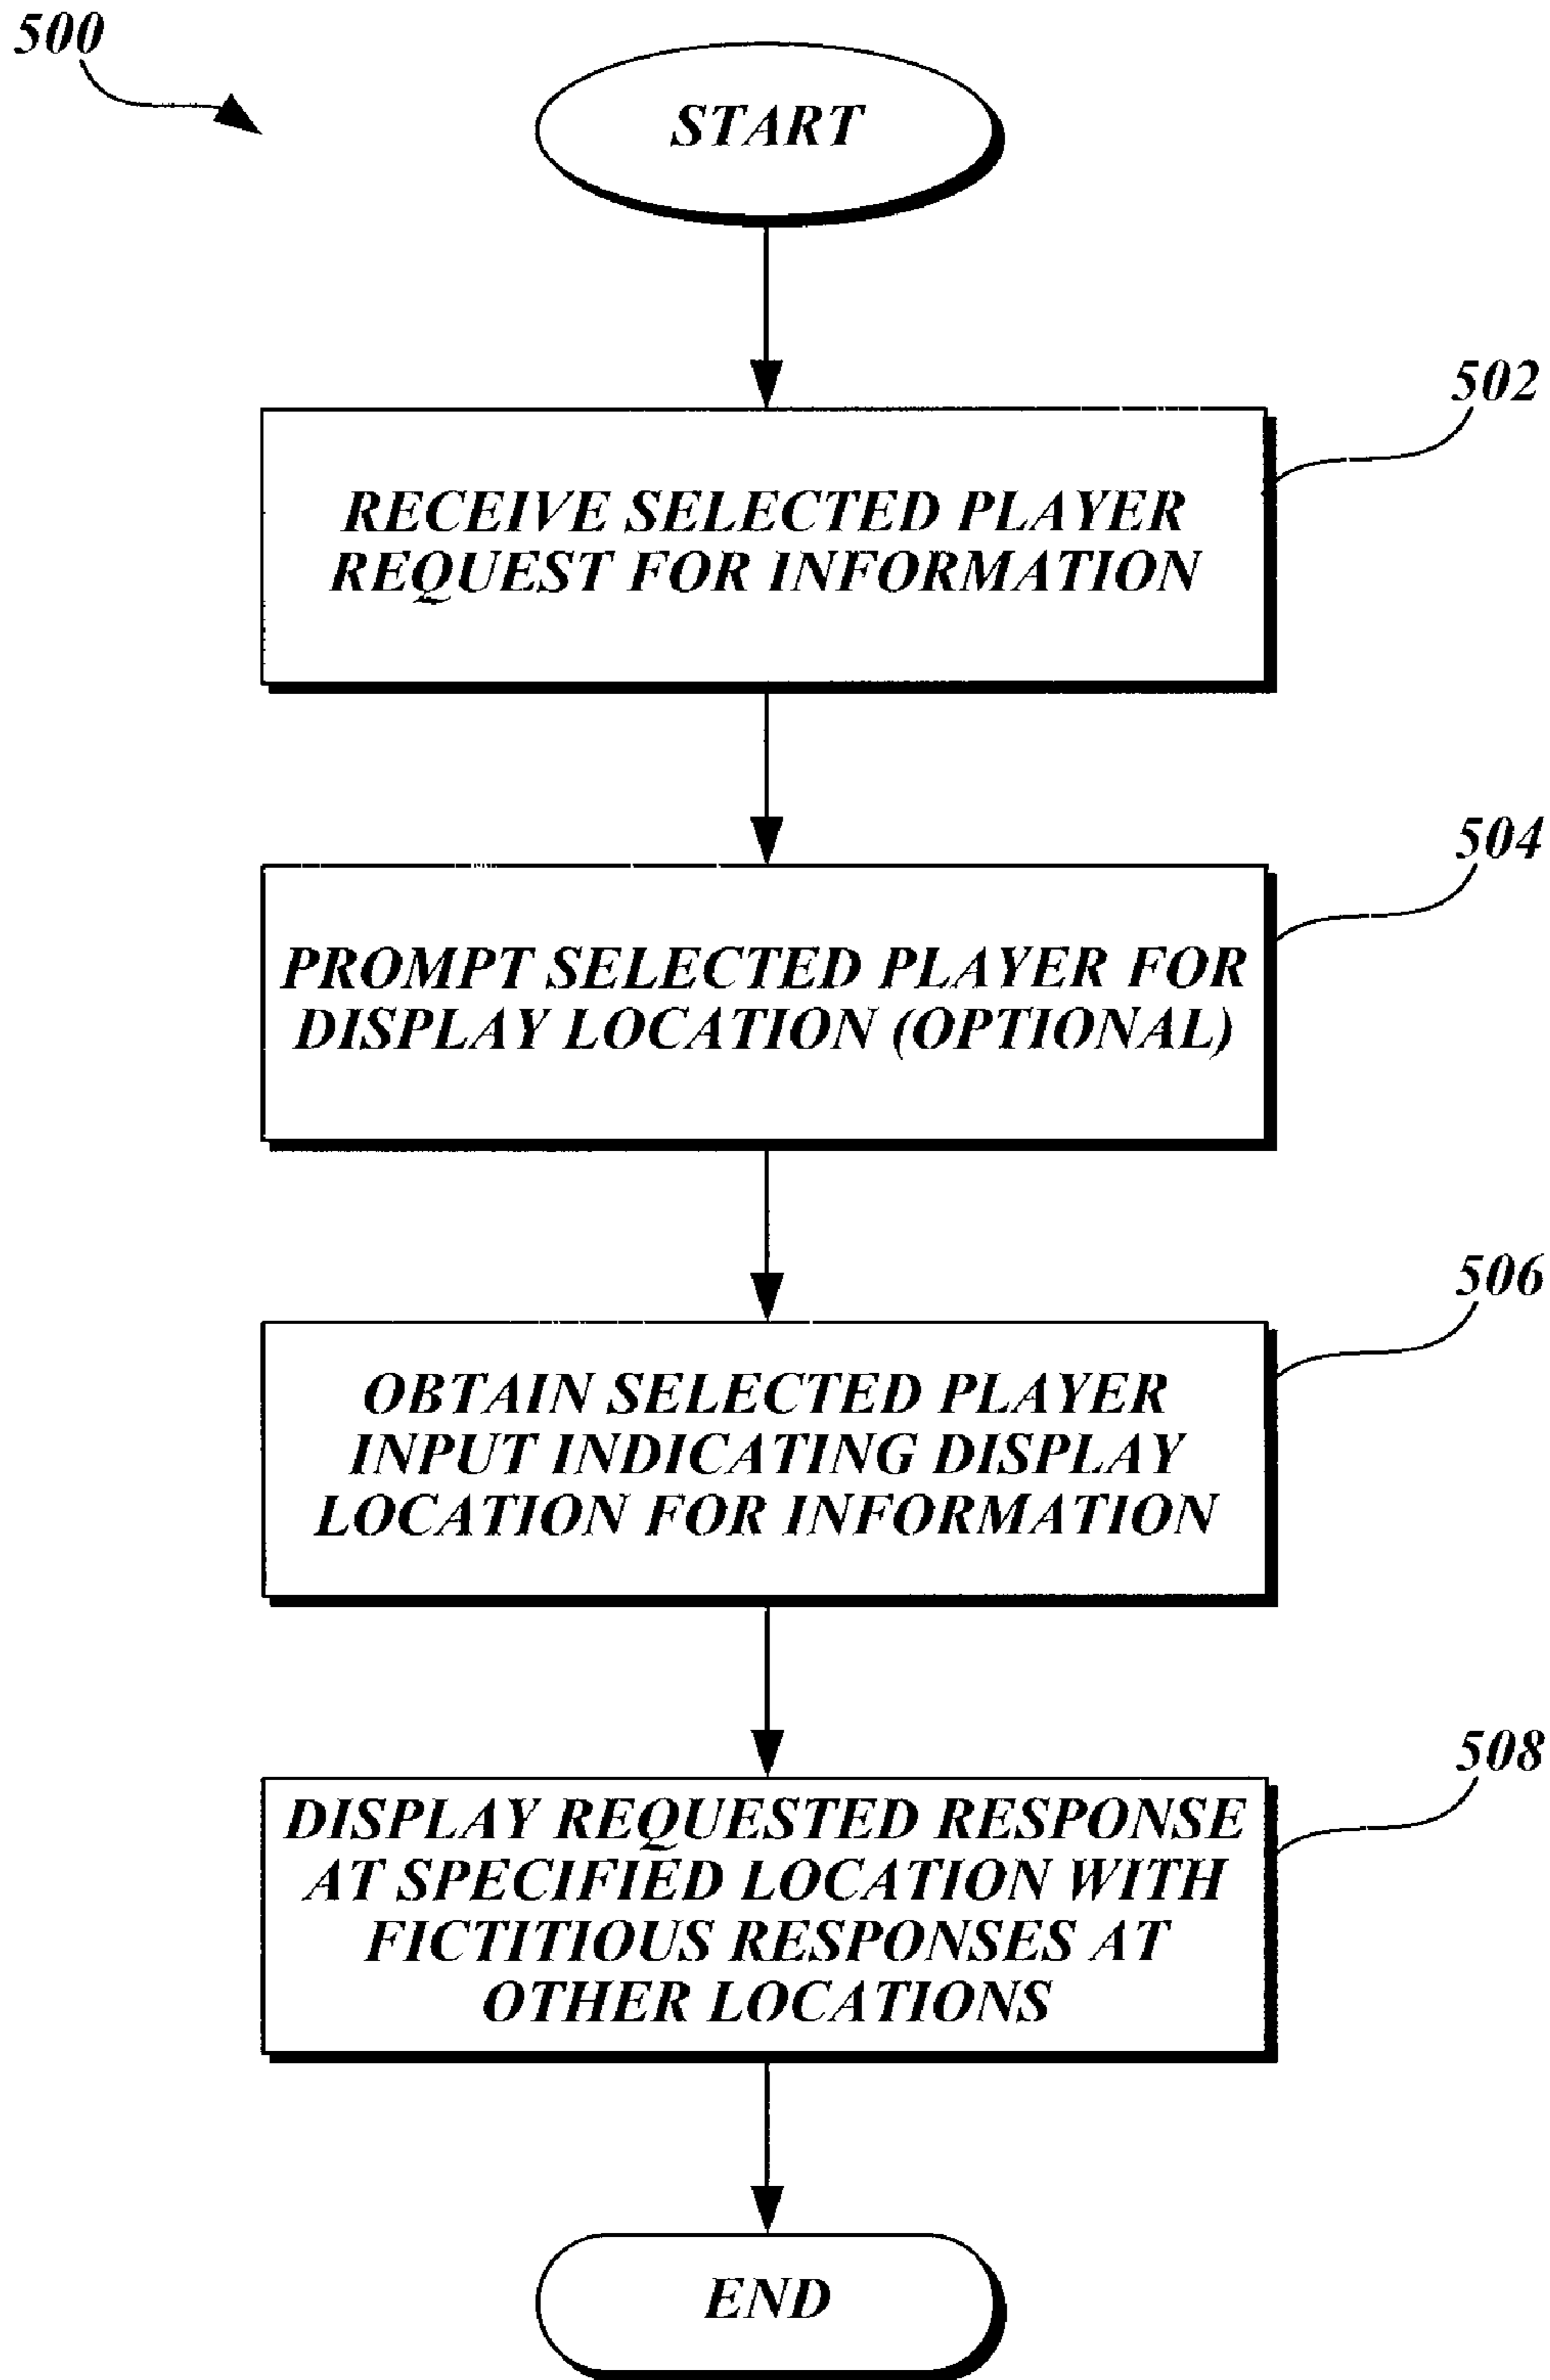 500
START
502
RECEIVE SELECTED PLAYER
REQUEST FOR INFORMATION
504
PROMPT SELECTED PLAYER FOR
DISPLAY LOCATION (OPTIONAL)
506
OBTAIN SELECTED PLAYER
INPUT INDICATING DISPLAY
LOCATION FOR INFORMATION
508
DISPLAY REQUESTED RESPONSE
AT SPECIFIED LOCATION WITH
FICTITIOUS RESPONSES AT
OTHER LOCATIONS
END